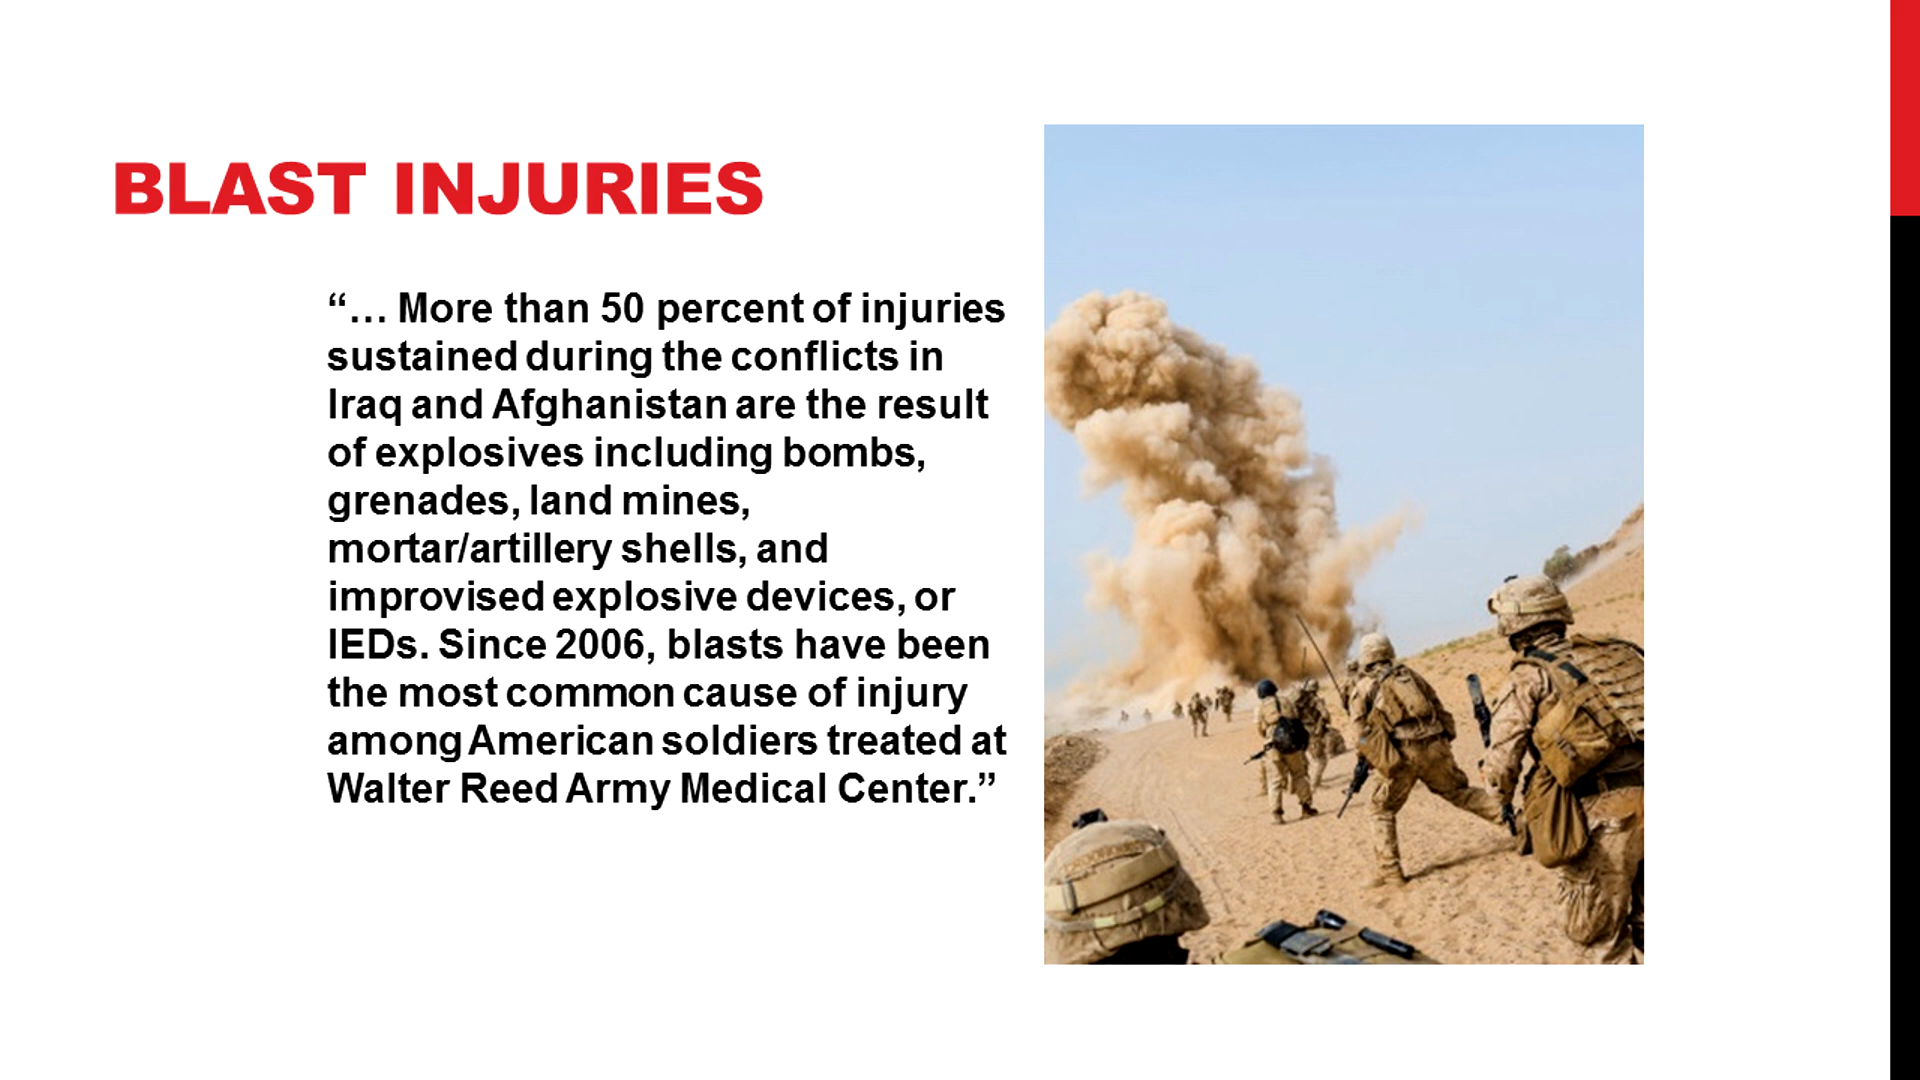 BLAST INJURIES
“… More than 50 percent of injuries
sustained during the conflicts in
Iraq and Afghanistan are the result
of explosives including bombs,
grenades, land mines,
mortar/artillery shells, and
improvised explosive devices, or
IEDs. Since 2006, blasts have been
the most common cause of injury
among American soldiers treated at
Walter Reed Army Medical Center.”